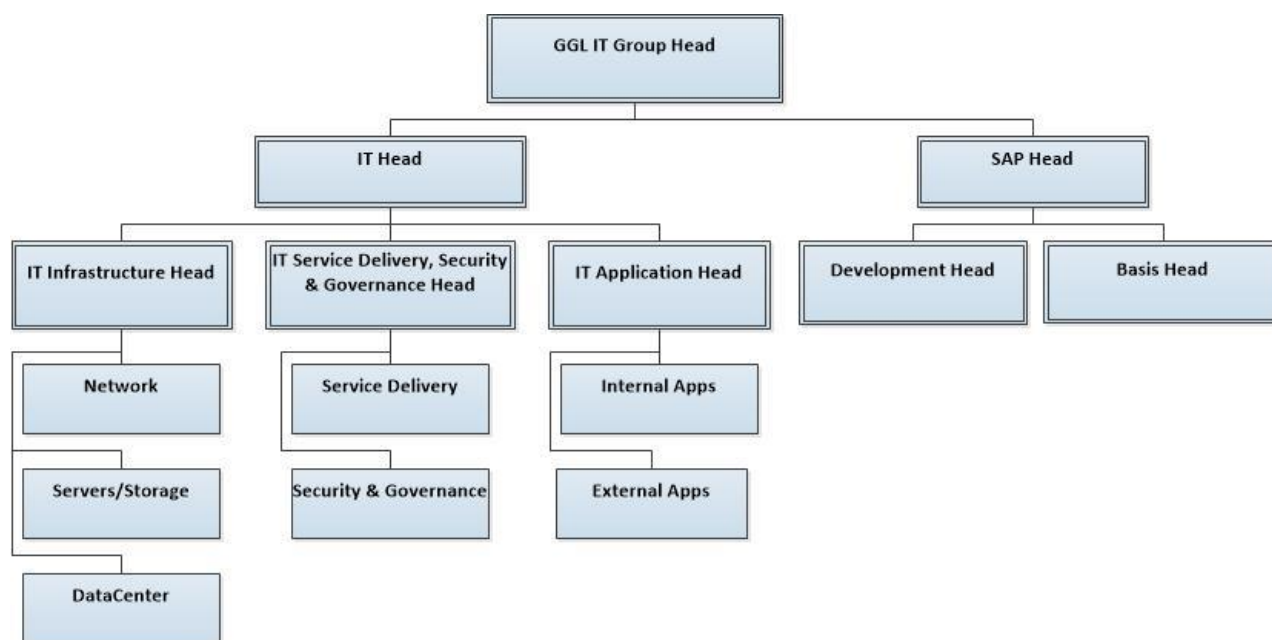 GGL IT Group Head
IT Head
SAP Head
IT Infrastructure Head
IT Service Delivery, Security
& Governance Head
IT Application Head
Development Head
Basis Head
Network
Service Delivery
Internal Apps
Servers/Storage
Security & Governance
External Apps
DataCenter